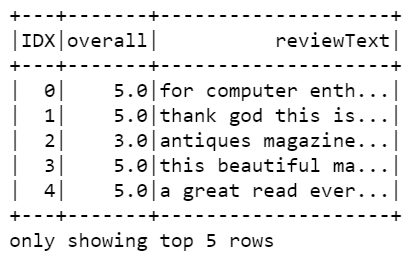 +---+-------+--------------------+
|IDX|overall|          reviewText|
+---+-------+--------------------+
|  0|    5.0|for computer enth...|
|  1|    5.0|thank god this is...|
|  2|    3.0|antiques magazine...|
|  3|    5.0|this beautiful ma...|
|  4|    5.0|a great read ever...|
+---+-------+--------------------+
only showing top 5 rows